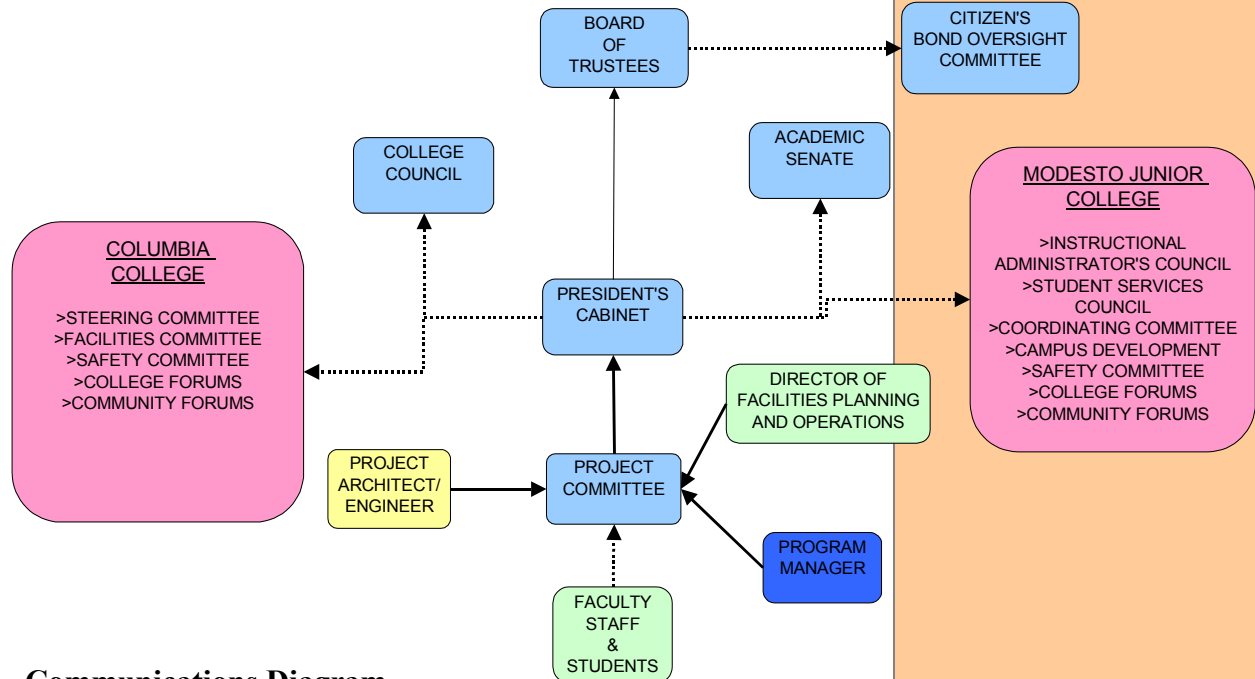 BOARD
OF
TRUSTEES
CITIZEN'S
BOND OVERSIGHT
COMMITTEE
COLLEGE
COUNCIL
ACADEMIC
SENATE
MODESTO JUNIOR
COLLEGE
>INSTRUCTIONAL
ADMINISTRATOR'S COUNCIL
>STUDENT SERVICES
COUNCIL
>COORDINATING COMMITTEE
>CAMPUS DEVELOPMENT
>SAFETY COMMITTEE
>COLLEGE FORUMS
>COMMUNITY FORUMS
COLUMBIA
COLLEGE
>STEERING COMMITTEE
>FACILITIES COMMITTEE
>SAFETY COMMITTEE
>COLLEGE FORUMS
>COMMUNITY FORUMS
PRESIDENT'S
CABINET
DIRECTOR OF
FACILITIES PLANNING
AND OPERATIONS
PROJECT
ARCHITECT/
ENGINEER
PROJECT
COMMITTEE
PROGRAM
MANAGER
FACULTY
STAFF
&
STUDENTS
Communications Diagram